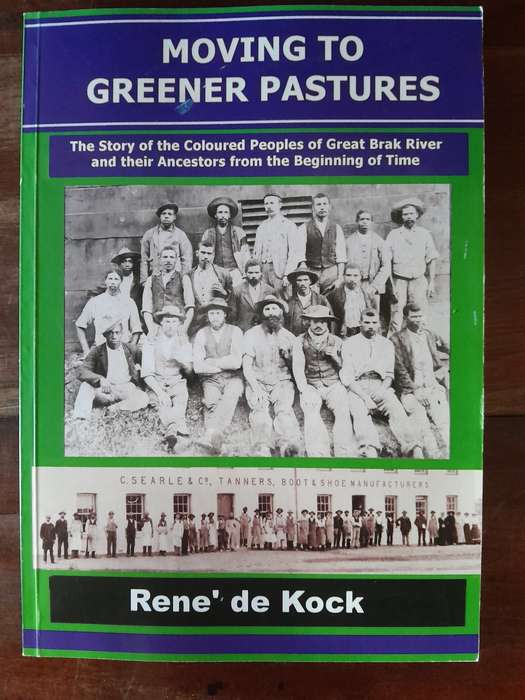 MOVING TO
GREENER PASTURES
The Story of the Coloured Peoples of Great Brak River
and their Ancestors from the Beginning of Time
C. SEARLE & Co, TANNERS, BOOT & SHOE MANUFACTURERS
Rene' de Kock